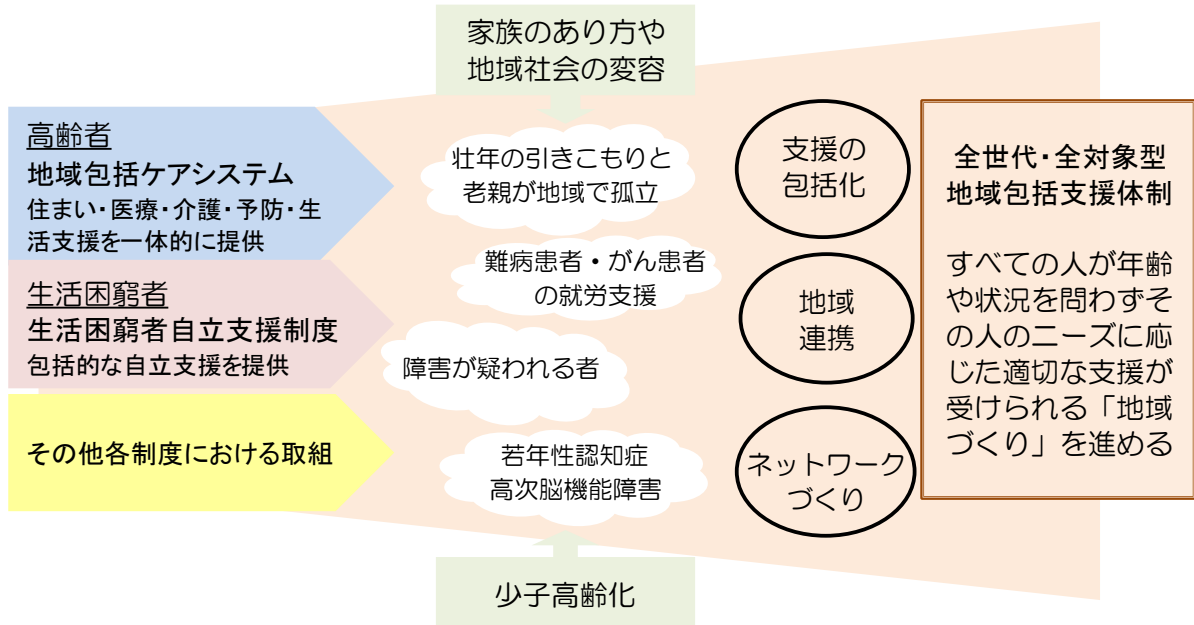 家族のあり方や
地域社会の変容
高齢者
地域包括ケアシステム
住まい・医療・介護・予防・生
活支援を一体的に提供
生活困窮者
生活困窮者自立支援制度
包括的な自立支援を提供
その他各制度における取組
壮年の引きこもりと
老親が地域で孤立
難病患者・がん患者
の就労支援
障害が疑われる者
若年性認知症
高次脳機能障害
少子高齢化
支援の
包括化
地域
連携
ネットワーク
づくり
全世代・全対象型
地域包括支援体制
すべての人が年齢
や状況を問わずそ
の人のニーズに応
じた適切な支援が
受けられる「地域
づくり」を進める